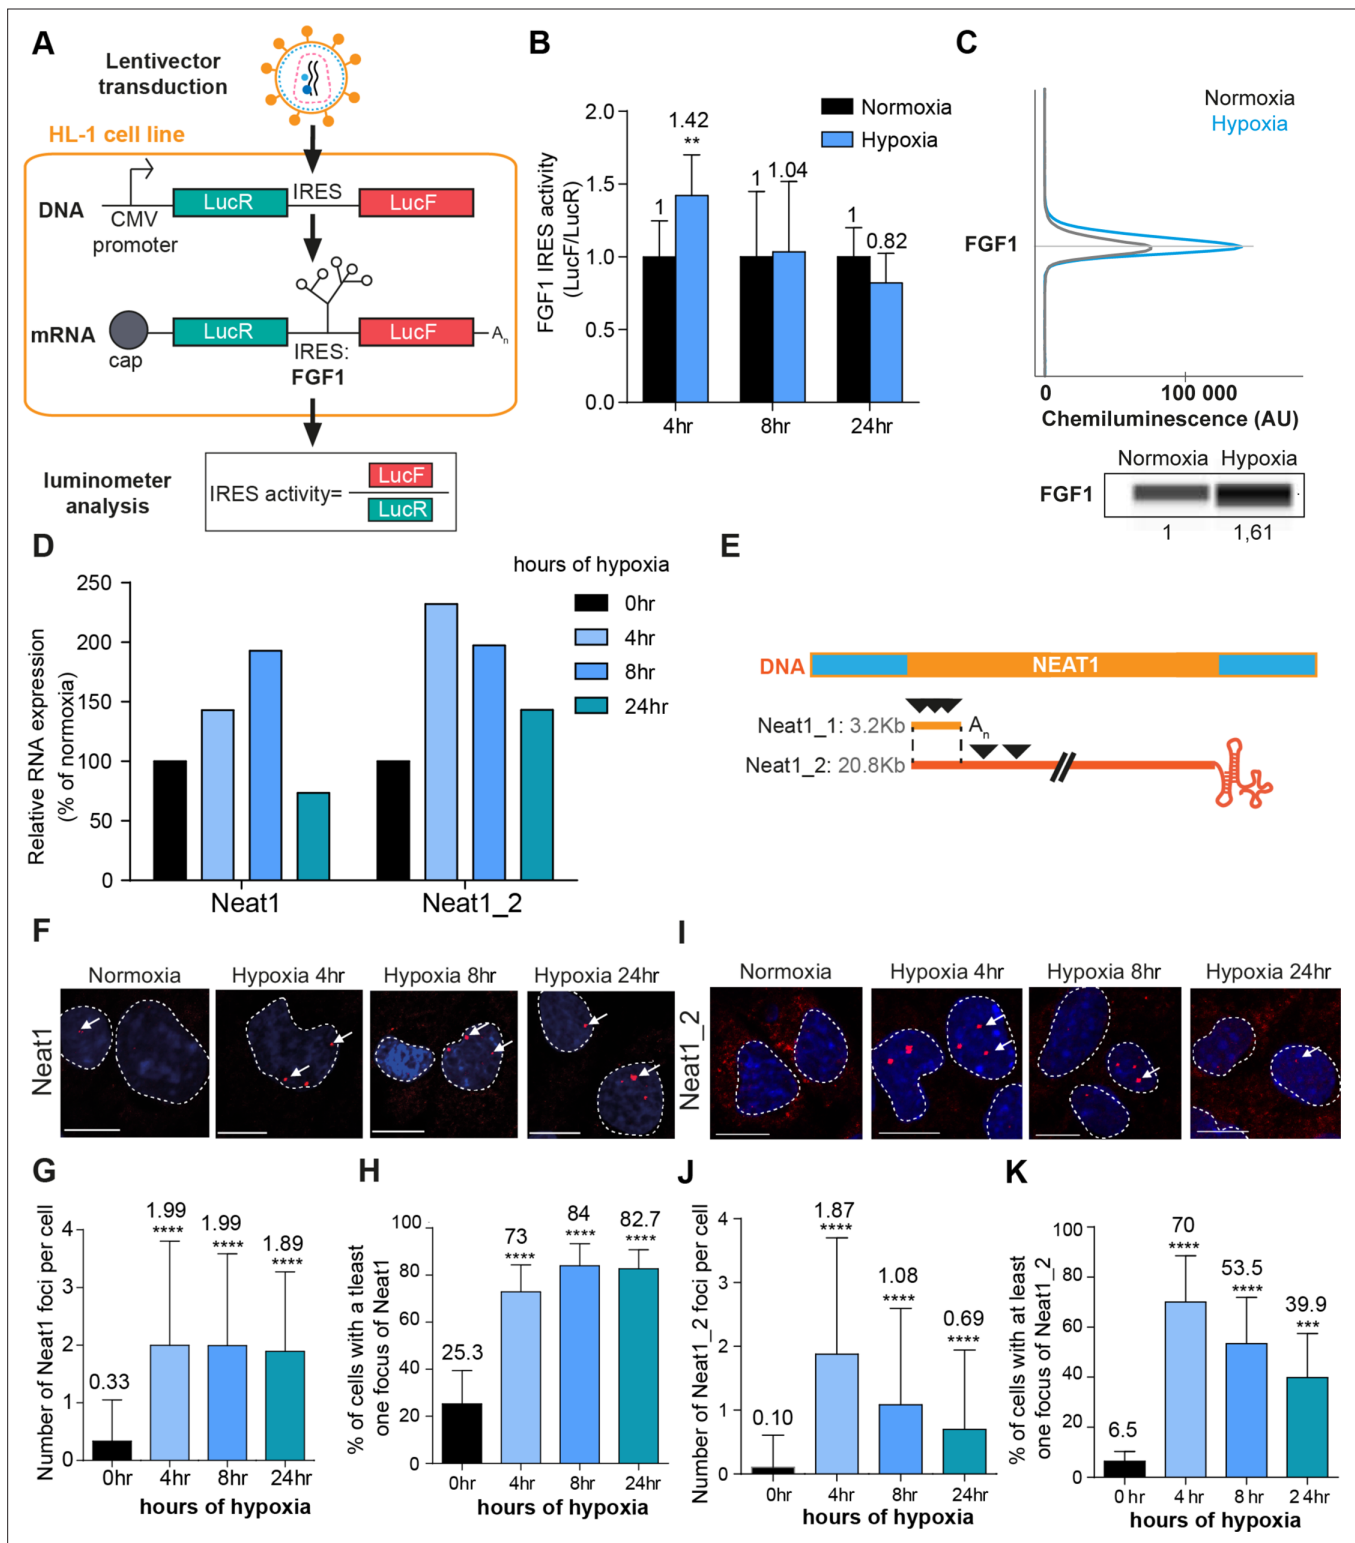 A
Lentivector
transduction
HL-1 cell line
DNA
LucR
IRES
LucF
CMV
promoter
mRNA
LucR
LucF
An
cap
IRES:
FGF1
luminometer
analysis
IRES activity=
LucF
LucR
B
2.0
1.5
1.0
0.5
0.0
FGF1 IRES activity
(LucF/LucR)
Normoxia
Hypoxia
1
1.42
**
1
1.04
1
0.82
4hr
8hr
24hr
C
Normoxia
Hypoxia
FGF1
0
100 000
Chemiluminescence (AU)
Normoxia
Hypoxia
FGF1
1
1,61
D
hours of hypoxia
0hr
4hr
8hr
24hr
250
200
150
100
50
0
Relative RNA expression
(% of normoxia)
Neat1
Neat1_2
E
DNA
NEAT1
Neat1_1: 3.2Kb
An
Neat1_2: 20.8Kb
F
Normoxia
Hypoxia 4hr
Hypoxia 8hr
Hypoxia 24hr
Neat1
I
Normoxia
Hypoxia 4hr
Hypoxia 8hr
Hypoxia 24hr
Neat1_2
G
Number of Neat1 foci per cell
4
3
2
1
0
0.33
1.99
****
1.99
****
1.89
****
0hr
4hr
8hr
24hr
hours of hypoxia
H
% of cells with a tleast
one focus of Neat1
100
80
60
40
20
0
25.3
73
****
84
****
82.7
****
0hr
4hr
8hr
24hr
hours of hypoxia
J
Number of Neat1_2 foci per cell
4
3
2
1
0
0.10
1.87
****
1.08
****
0.69
****
0hr
4hr
8hr
24hr
hours of hypoxia
K
% of cells with at least
one focus of Neat1_2
100
80
60
40
20
0
6.5
70
****
53.5
****
39.9
***
0 hr
4 hr
8 hr
2 4 hr
hours of hypoxia